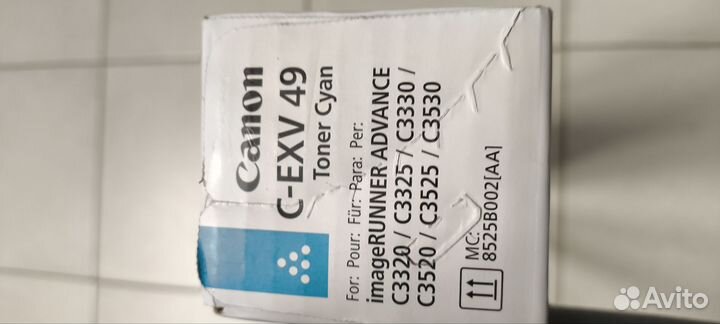 Canon
C-EXV 49
Toner Cyan
For: Pour: Für: Para: Per:
imageRUNNER ADVANCE
C3320 / C3325 / C3330 /
C3520 / C3525 / C3530
MC:
8525B002[AA]
Avito